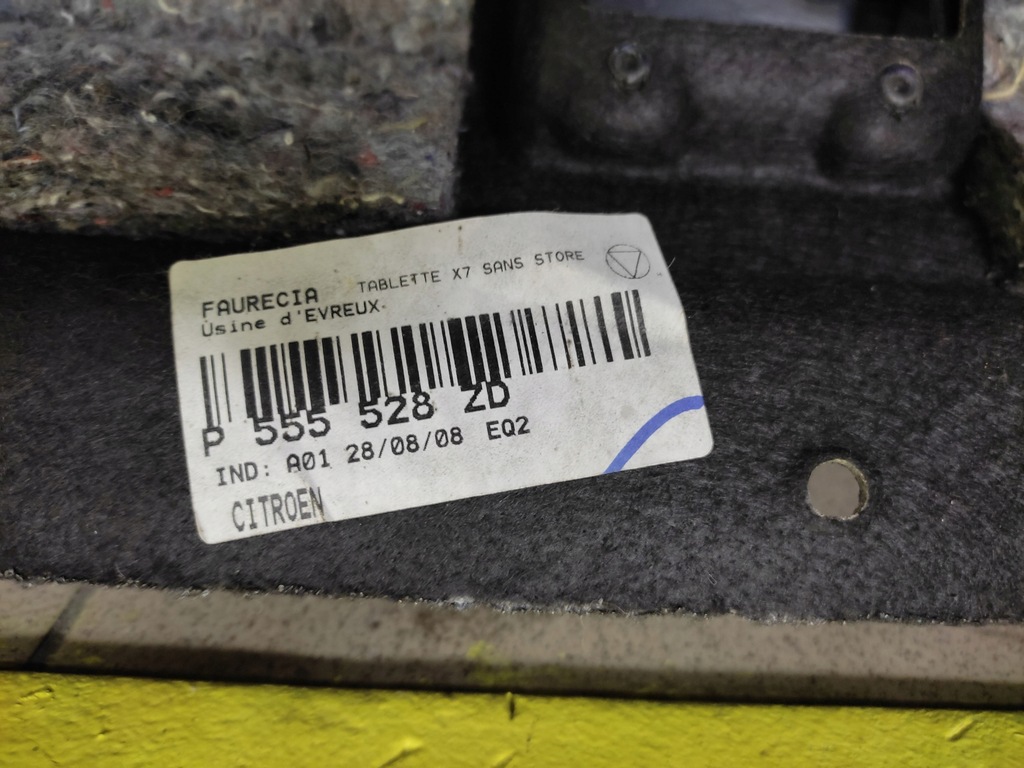 FAURECIA TABLETTE X7 SANS STORE
Usine d'EVREUX
P 555 528 ZD
IND: A01 28/08/08 EQ2
CITROEN